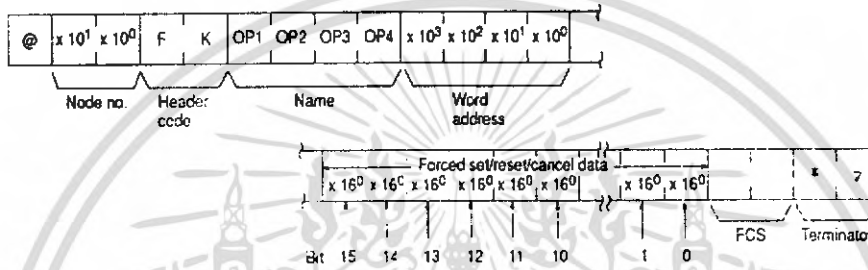 @ x 10¹ x 10⁰ F K OP1 OP2 OP3 OP4 x 10³ x 10² x 10¹ x 10⁰
Node no. Header code Name Word address
Forced set/reset/cancel data
x 16⁰ x 16⁰ x 16⁰ x 16⁰ x 16⁰ x 16⁰ x 16⁰ x 16⁰ *
FCS Terminato
Bit 15 14 13 12 11 10 1 0